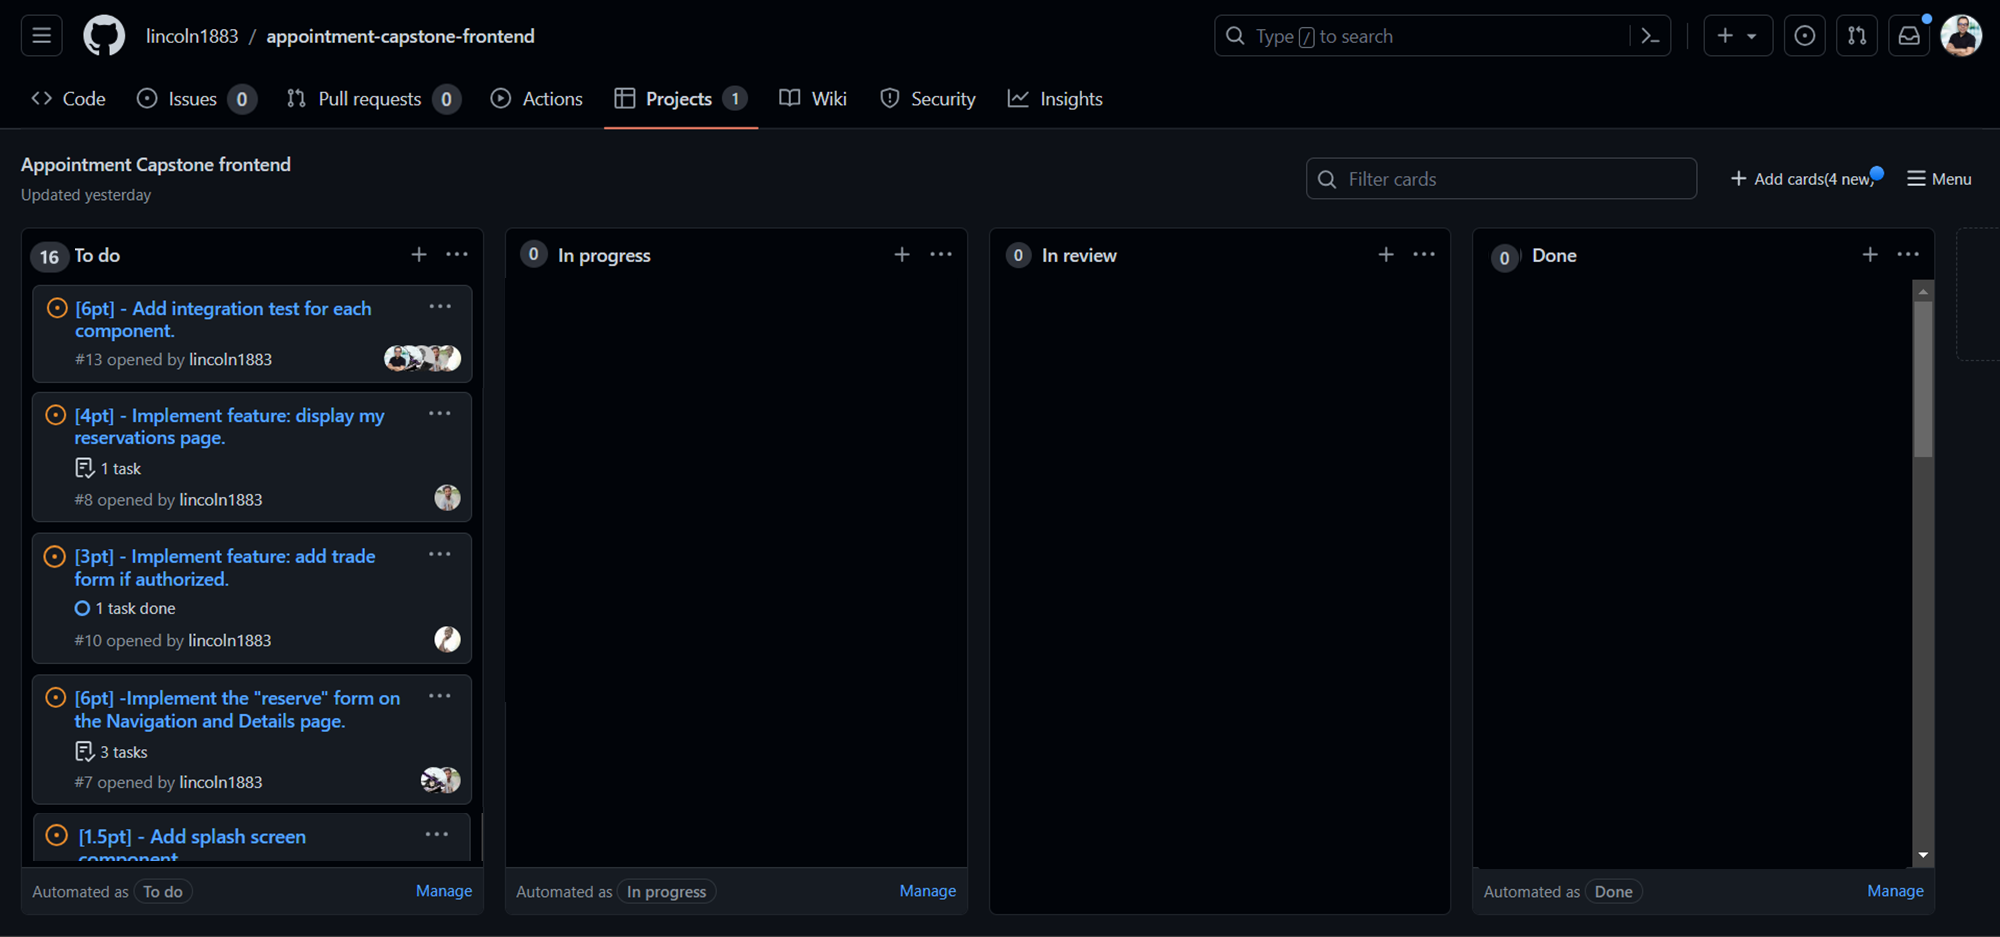 lincoln1883 / appointment-capstone-frontend
Type / to search
Code
Issues 0
Pull requests 0
Actions
Projects 1
Wiki
Security
Insights
Appointment Capstone frontend
Updated yesterday
Filter cards
Add cards(4 new)
Menu
16 To do
[6pt] - Add integration test for each
component.
#13 opened by lincoln1883
[4pt] - Implement feature: display my
reservations page.
1 task
#8 opened by lincoln1883
[3pt] - Implement feature: add trade
form if authorized.
1 task done
#10 opened by lincoln1883
[6pt] -Implement the "reserve" form on
the Navigation and Details page.
3 tasks
#7 opened by lincoln1883
[1.5pt] - Add splash screen
component
Automated as To do
Manage
0 In progress
Automated as In progress
Manage
0 In review
0 Done
Automated as Done
Manage